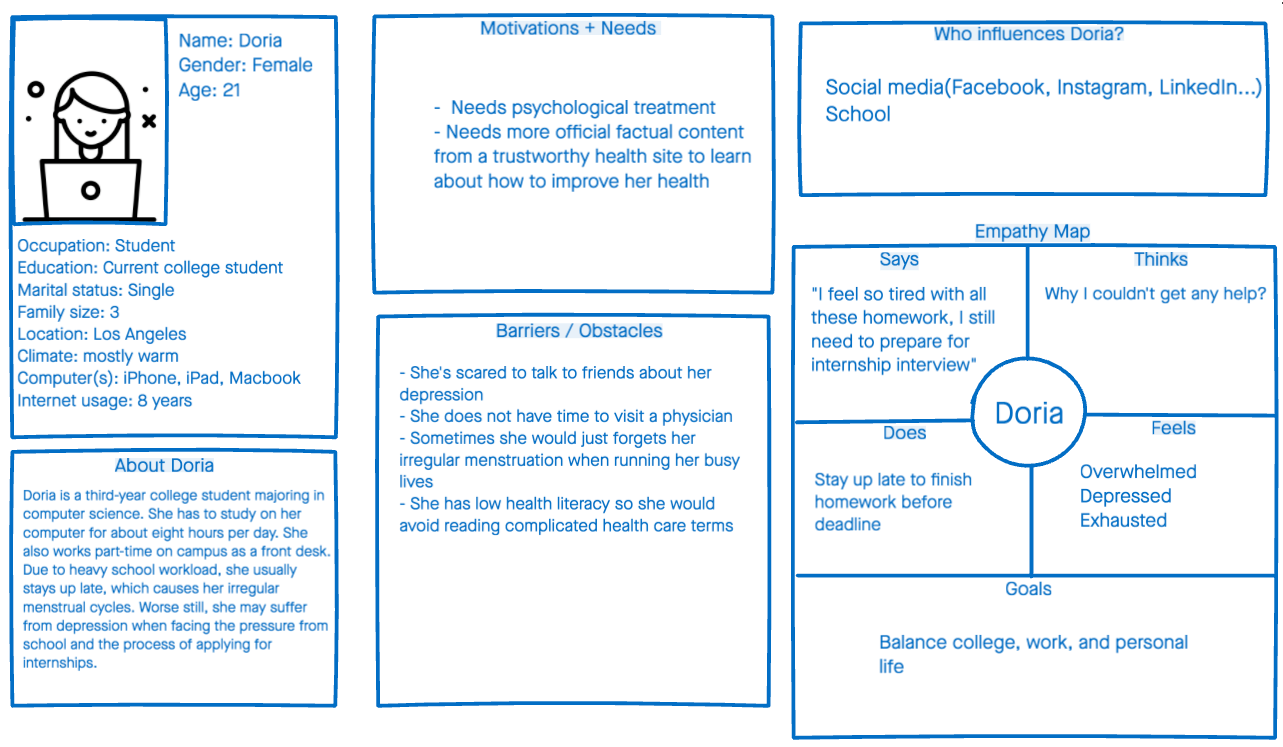 Name: Doria
Gender: Female
Age: 21
Occupation: Student
Education: Current college student
Marital status: Single
Family size: 3
Location: Los Angeles
Climate: mostly warm
Computer(s): iPhone, iPad, Macbook
Internet usage: 8 years
About Doria
Doria is a third-year college student majoring in
computer science. She has to study on her
computer for about eight hours per day. She
also works part-time on campus as a front desk.
Due to heavy school workload, she usually
stays up late, which causes her irregular
menstrual cycles. Worse still, she may suffer
from depression when facing the pressure from
school and the process of applying for
internships.
Motivations + Needs
- Needs psychological treatment
- Needs more official factual content
from a trustworthy health site to learn
about how to improve her health
Barriers / Obstacles
- She's scared to talk to friends about her
depression
- She does not have time to visit a physician
- Sometimes she would just forgets her
irregular menstruation when running her busy
lives
- She has low health literacy so she would
avoid reading complicated health care terms
Who influences Doria?
Social media(Facebook, Instagram, LinkedIn...)
School
Empathy Map
Says
"I feel so tired with all
these homework, I still
need to prepare for
internship interview"
Thinks
Why I couldn't get any help?
Doria
Does
Stay up late to finish
homework before
deadline
Feels
Overwhelmed
Depressed
Exhausted
Goals
Balance college, work, and personal
life